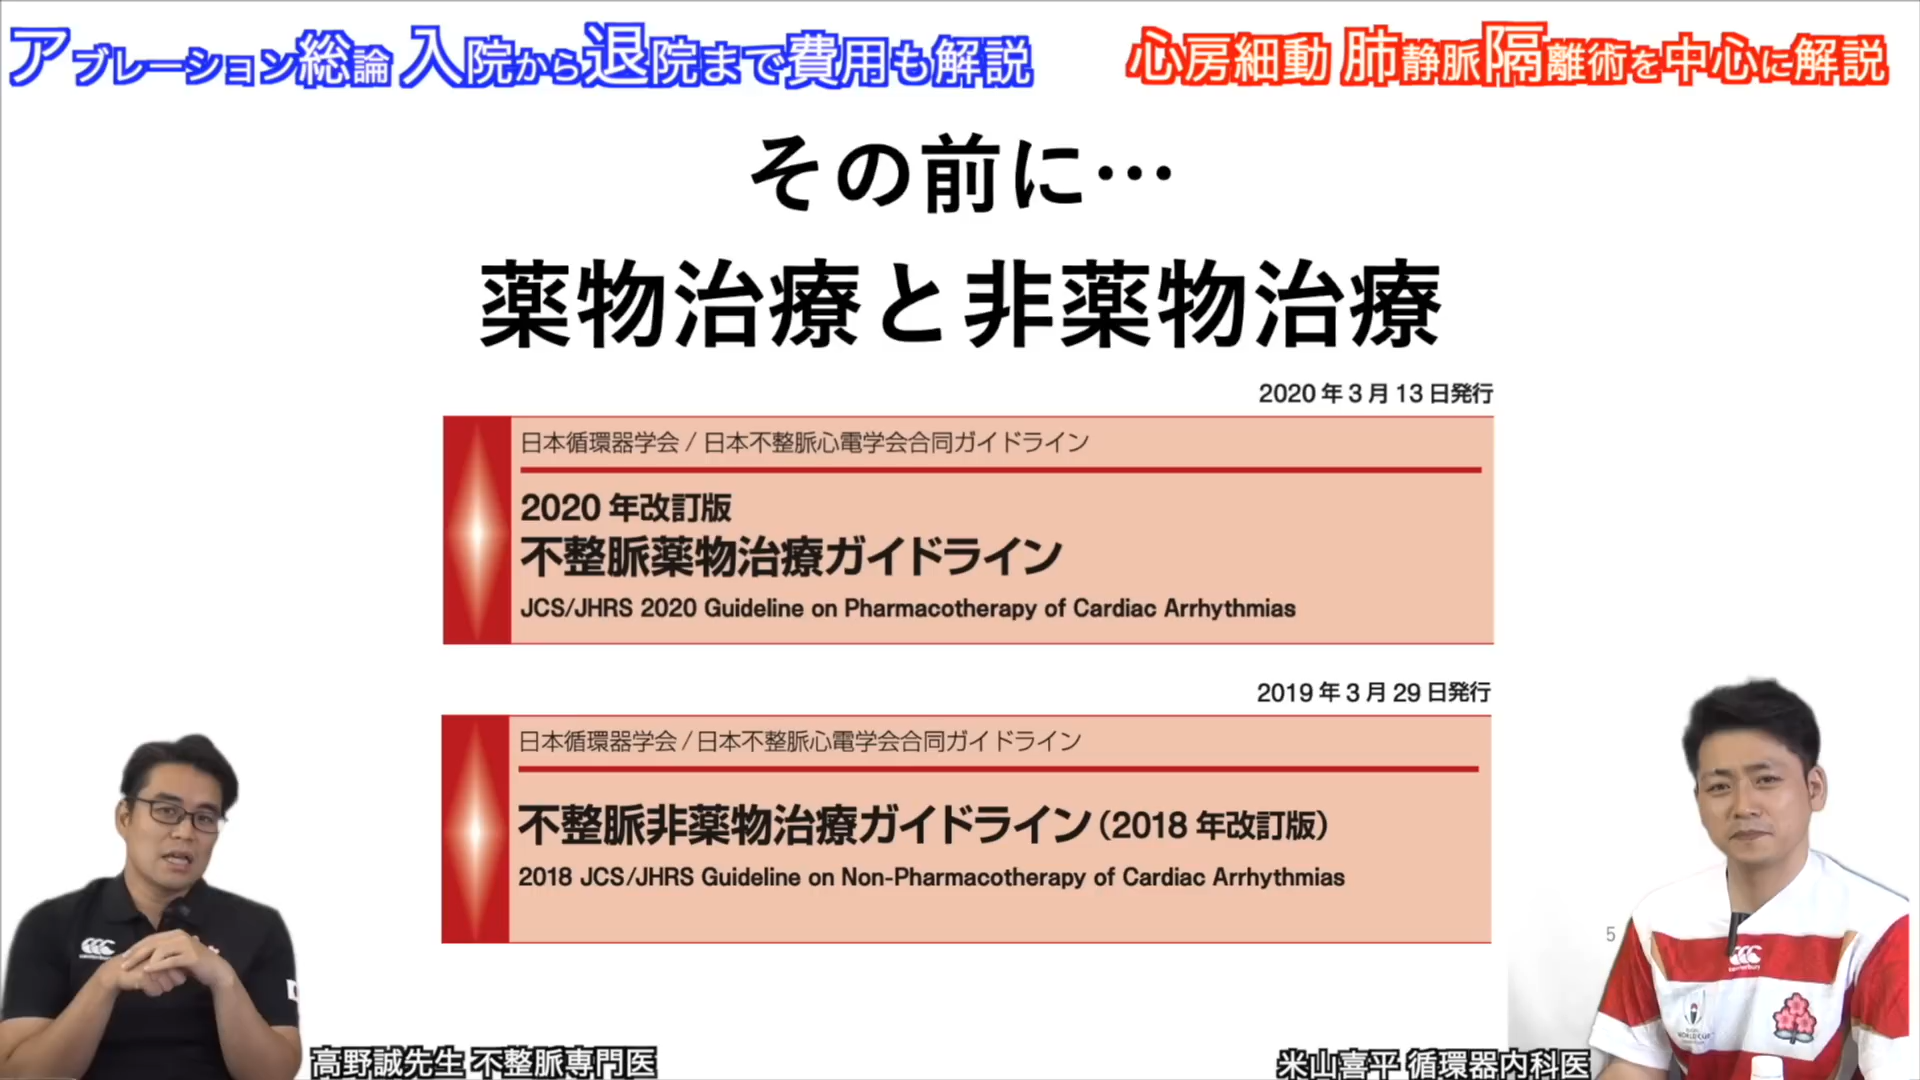 アブレーション総論 入院から退院まで費用も解説
心房細動 肺静脈隔離術を中心に解説
その前に…
薬物治療と非薬物治療
2020年3月13日発行
日本循環器学会 / 日本不整脈心電学会合同ガイドライン
2020年改訂版
不整脈薬物治療ガイドライン
JCS/JHRS 2020 Guideline on Pharmacotherapy of Cardiac Arrhythmias
2019年3月29日発行
日本循環器学会 / 日本不整脈心電学会合同ガイドライン
不整脈非薬物治療ガイドライン（2018年改訂版）
2018 JCS/JHRS Guideline on Non-Pharmacotherapy of Cardiac Arrhythmias
5
高野誠先生 不整脈専門医
米山喜平 循環器内科医